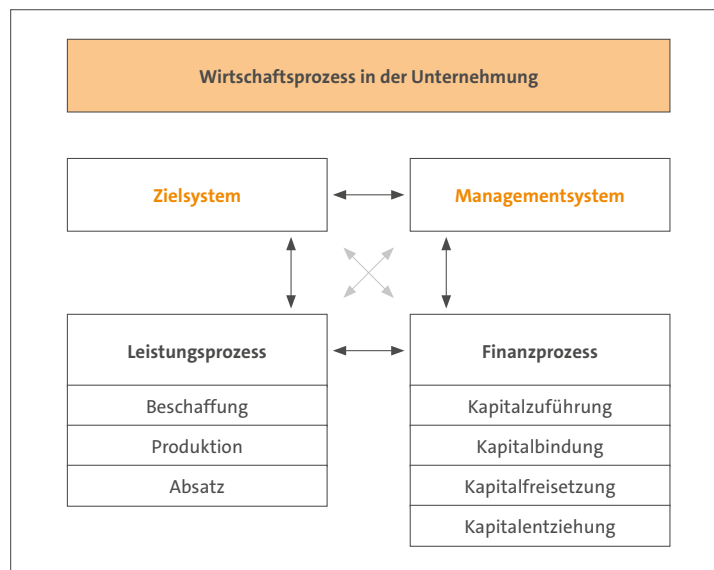 Wirtschaftsprozess in der Unternehmung
Zielsystem
Managementsystem
Leistungsprozess
Beschaffung
Produktion
Absatz
Finanzprozess
Kapitalzuführung
Kapitalbindung
Kapitalfreisetzung
Kapitalentziehung